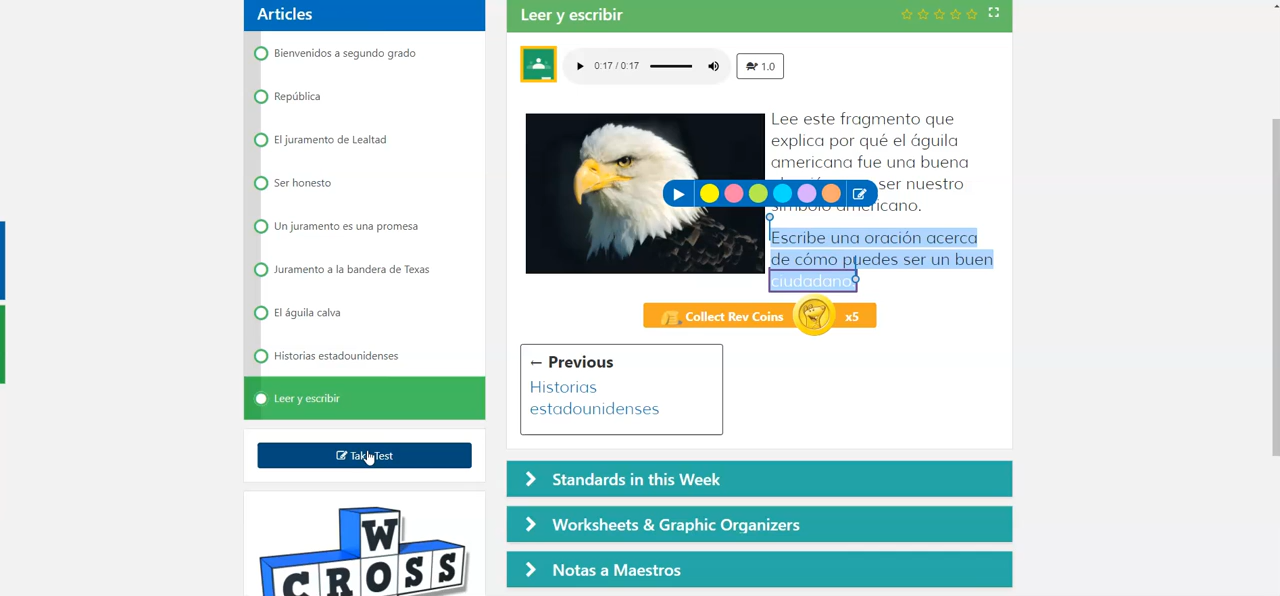 Articles
Bienvenidos a segundo grado
República
El juramento de Lealtad
Ser honesto
Un juramento es una promesa
Juramento a la bandera de Texas
El águila calva
Historias estadounidenses
Leer y escribir
Take Test
W
CROSS
Leer y escribir
0:17 / 0:17
1.0
Lee este fragmento que
explica por qué el águila
americana fue una buena
ser nuestro
símbolo americano.
Escribe una oración acerca
de cómo puedes ser un buen
ciudadano.
Collect Rev Coins x5
← Previous
Historias
estadounidenses
Standards in this Week
Worksheets & Graphic Organizers
Notas a Maestros